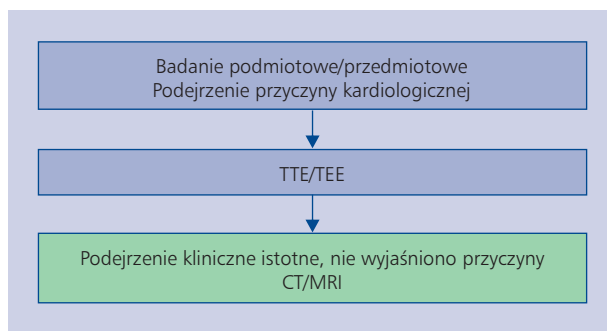 Badanie podmiotowe/przedmiotowe
Podejrzenie przyczyny kardiologicznej
TTE/TEE
Podejrzenie kliniczne istotne, nie wyjaśniono przyczyny
CT/MRI